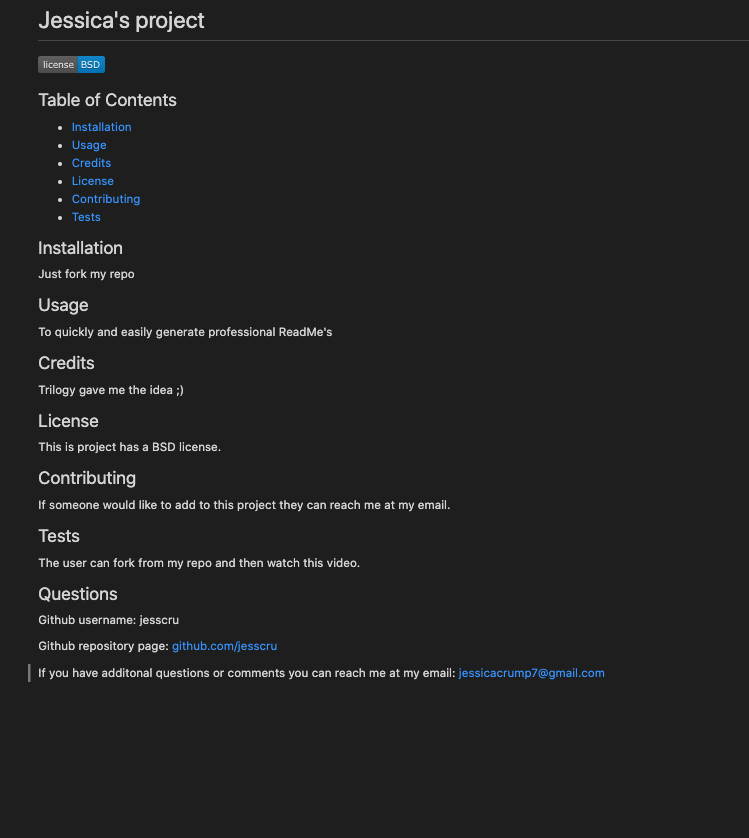 Jessica's project
license BSD
Table of Contents
Installation
Usage
Credits
License
Contributing
Tests
Installation
Just fork my repo
Usage
To quickly and easily generate professional ReadMe's
Credits
Trilogy gave me the idea ;)
License
This is project has a BSD license.
Contributing
If someone would like to add to this project they can reach me at my email.
Tests
The user can fork from my repo and then watch this video.
Questions
Github username: jesscru
Github repository page: github.com/jesscru
If you have additonal questions or comments you can reach me at my email: jessicacrump7@gmail.com